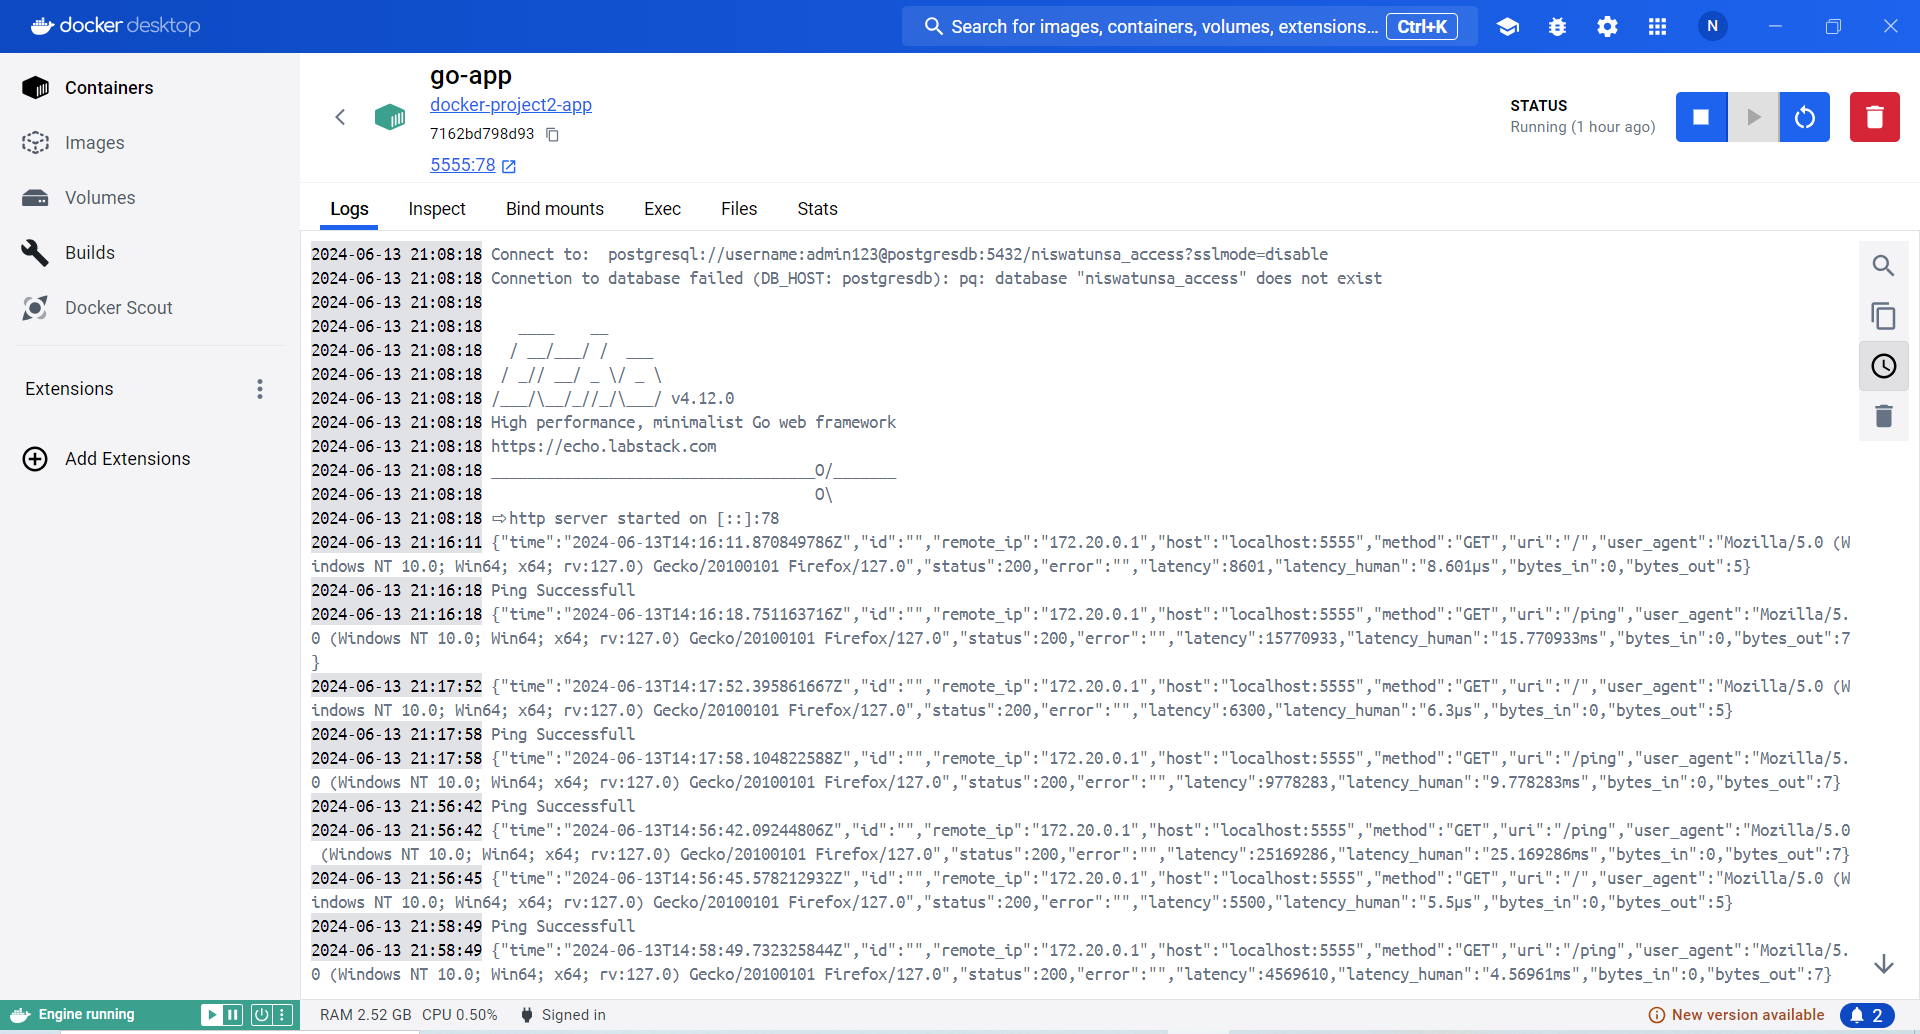 docker desktop
Search for images, containers, volumes, extensions... Ctrl+K
N
Containers
Images
Volumes
Builds
Docker Scout
Extensions
Add Extensions
go-app
docker-project2-app
7162bd798d93
5555:78
STATUS
Running (1 hour ago)
Logs Inspect Bind mounts Exec Files Stats
2024-06-13 21:08:18 Connect to:  postgresql://username:admin123@postgresdb:5432/niswatunsa_access?sslmode=disable
2024-06-13 21:08:18 Connetion to database failed (DB_HOST: postgresdb): pq: database "niswatunsa_access" does not exist
2024-06-13 21:08:18
2024-06-13 21:08:18    ____    __
2024-06-13 21:08:18   / __/___/ /  ___
2024-06-13 21:08:18  / _// __/ _ \/ _ \
2024-06-13 21:08:18 /___/\__/_//_/\___/ v4.12.0
2024-06-13 21:08:18 High performance, minimalist Go web framework
2024-06-13 21:08:18 https://echo.labstack.com
2024-06-13 21:08:18 ____________________________________O/_______
2024-06-13 21:08:18                                     O\
2024-06-13 21:08:18 ⇨http server started on [::]:78
2024-06-13 21:16:11 {"time":"2024-06-13T14:16:11.870849786Z","id":"","remote_ip":"172.20.0.1","host":"localhost:5555","method":"GET","uri":"/","user_agent":"Mozilla/5.0 (W
indows NT 10.0; Win64; x64; rv:127.0) Gecko/20100101 Firefox/127.0","status":200,"error":"","latency":8601,"latency_human":"8.601µs","bytes_in":0,"bytes_out":5}
2024-06-13 21:16:18 Ping Successfull
2024-06-13 21:16:18 {"time":"2024-06-13T14:16:18.751163716Z","id":"","remote_ip":"172.20.0.1","host":"localhost:5555","method":"GET","uri":"/ping","user_agent":"Mozilla/5.
0 (Windows NT 10.0; Win64; x64; rv:127.0) Gecko/20100101 Firefox/127.0","status":200,"error":"","latency":15770933,"latency_human":"15.770933ms","bytes_in":0,"bytes_out":7
}
2024-06-13 21:17:52 {"time":"2024-06-13T14:17:52.395861667Z","id":"","remote_ip":"172.20.0.1","host":"localhost:5555","method":"GET","uri":"/","user_agent":"Mozilla/5.0 (W
indows NT 10.0; Win64; x64; rv:127.0) Gecko/20100101 Firefox/127.0","status":200,"error":"","latency":6300,"latency_human":"6.3µs","bytes_in":0,"bytes_out":5}
2024-06-13 21:17:58 Ping Successfull
2024-06-13 21:17:58 {"time":"2024-06-13T14:17:58.104822588Z","id":"","remote_ip":"172.20.0.1","host":"localhost:5555","method":"GET","uri":"/ping","user_agent":"Mozilla/5.
0 (Windows NT 10.0; Win64; x64; rv:127.0) Gecko/20100101 Firefox/127.0","status":200,"error":"","latency":9778283,"latency_human":"9.778283ms","bytes_in":0,"bytes_out":7}
2024-06-13 21:56:42 Ping Successfull
2024-06-13 21:56:42 {"time":"2024-06-13T14:56:42.09244806Z","id":"","remote_ip":"172.20.0.1","host":"localhost:5555","method":"GET","uri":"/ping","user_agent":"Mozilla/5.0
 (Windows NT 10.0; Win64; x64; rv:127.0) Gecko/20100101 Firefox/127.0","status":200,"error":"","latency":25169286,"latency_human":"25.169286ms","bytes_in":0,"bytes_out":7}
2024-06-13 21:56:45 {"time":"2024-06-13T14:56:45.578212932Z","id":"","remote_ip":"172.20.0.1","host":"localhost:5555","method":"GET","uri":"/","user_agent":"Mozilla/5.0 (W
indows NT 10.0; Win64; x64; rv:127.0) Gecko/20100101 Firefox/127.0","status":200,"error":"","latency":5500,"latency_human":"5.5µs","bytes_in":0,"bytes_out":5}
2024-06-13 21:58:49 Ping Successfull
2024-06-13 21:58:49 {"time":"2024-06-13T14:58:49.732325844Z","id":"","remote_ip":"172.20.0.1","host":"localhost:5555","method":"GET","uri":"/ping","user_agent":"Mozilla/5.
0 (Windows NT 10.0; Win64; x64; rv:127.0) Gecko/20100101 Firefox/127.0","status":200,"error":"","latency":4569610,"latency_human":"4.56961ms","bytes_in":0,"bytes_out":7}
Engine running
RAM 2.52 GB CPU 0.50% Signed in
New version available 2